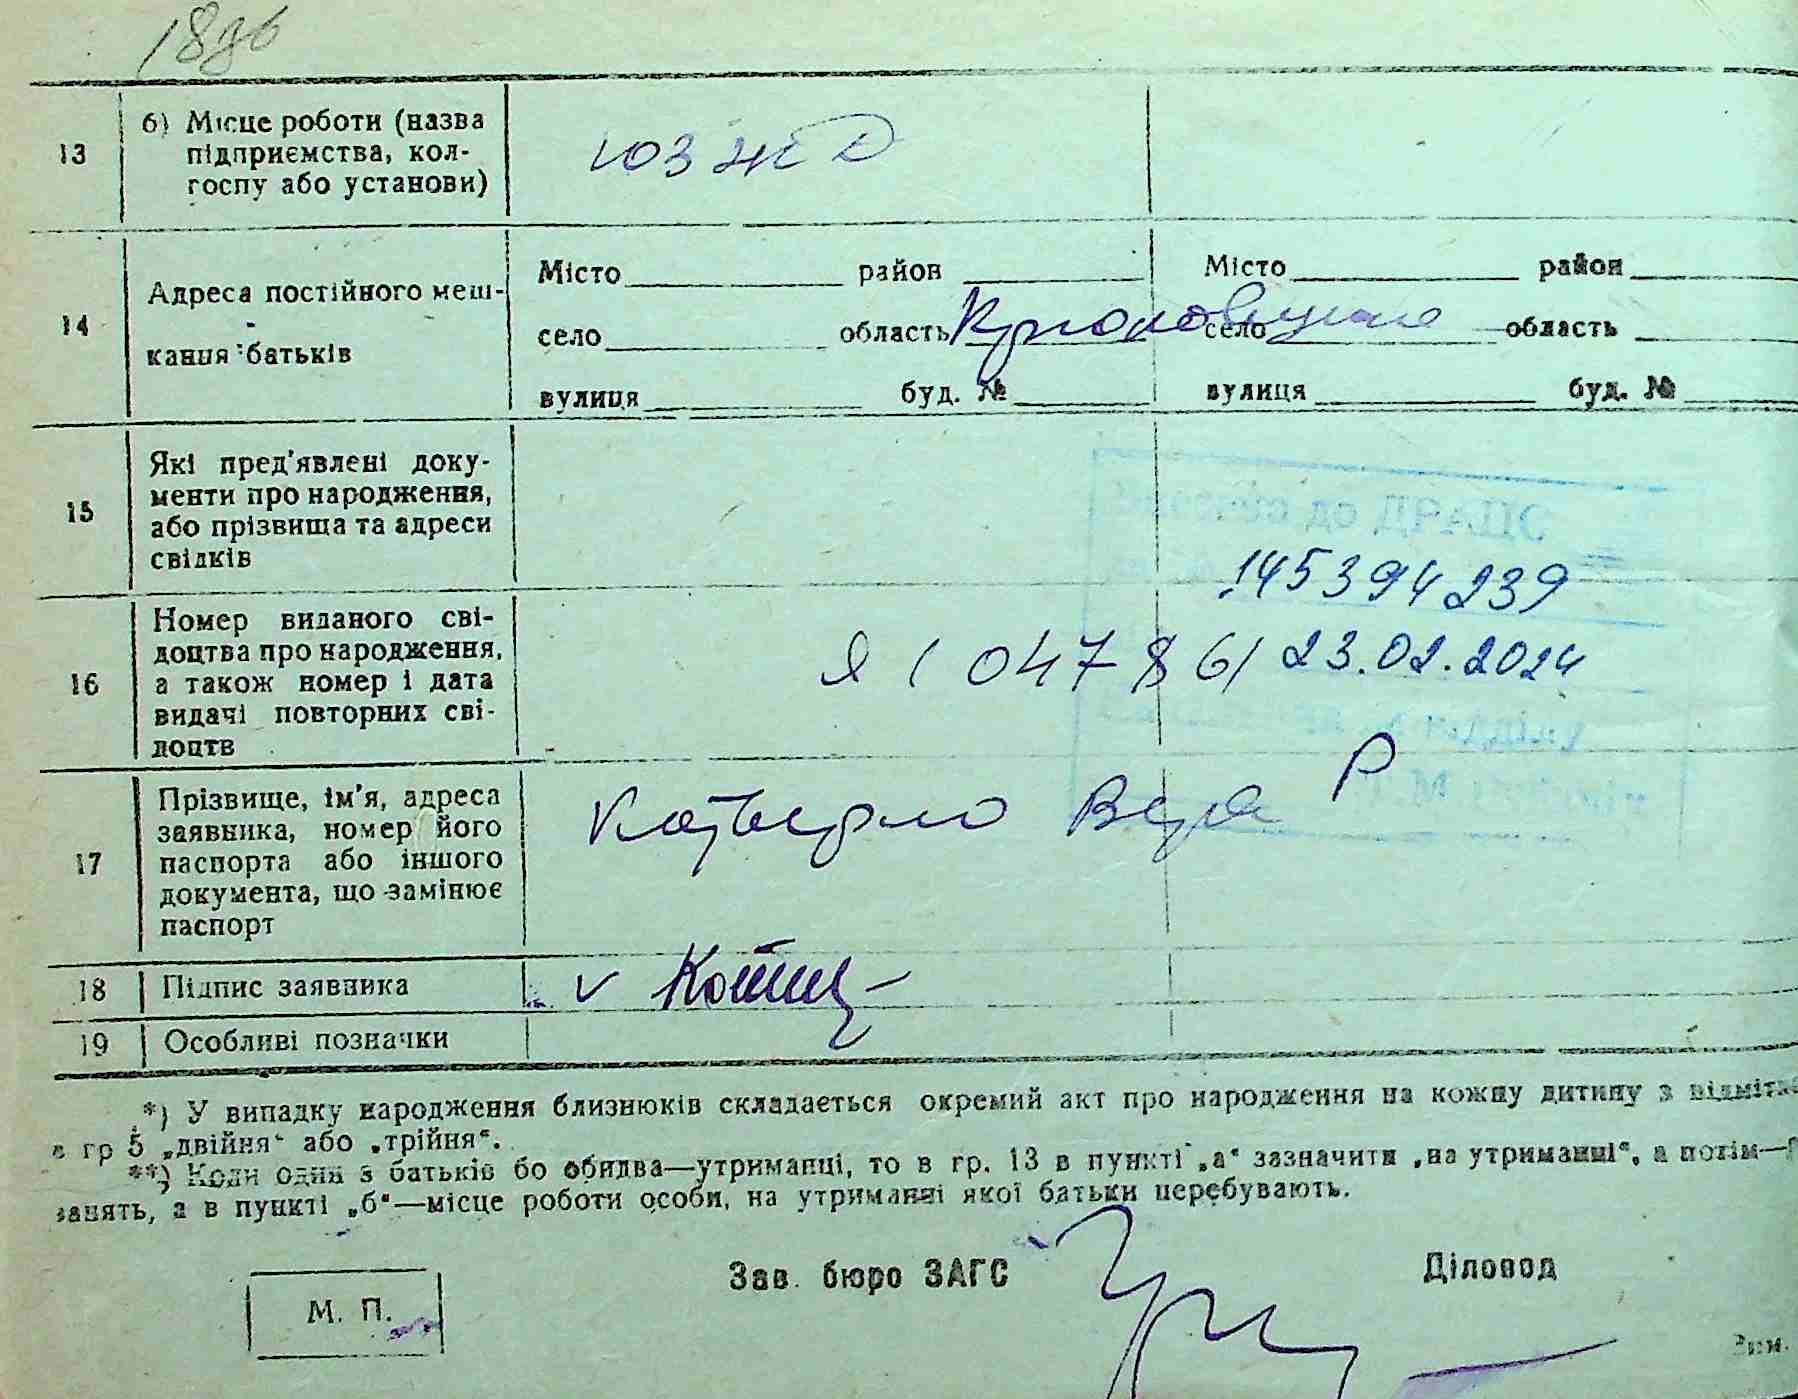 13
б) Місце роботи (назва
підприємства, кол-
госпу або установи)
ЮЗЖД
14
Адреса постійного меш-
кання батьків
Місто район Місто район
село область село область
вулиця буд. № вулиця буд. №
15
Які пред'явлені доку-
менти про народження,
або прізвища та адреси
свідків
145394239
16
Номер виданого сві-
доцтва про народження,
а також номер і дата
видачі повторних сві-
доцтв
23.02.2024
17
Прізвище, ім'я, адреса
заявника, номер його
паспорта або іншого
документа, що замінює
паспорт
Вера Р
18 Підпис заявника
19 Особливі позначки
*) У випадку народження близнюків складається окремий акт про народження на кожну дитину з
в гр 5 „двійня“ або „трійня“.
**) Коли один з батьків бо обидва—утриманці, то в гр. 13 в пункті „а“ зазначити „на утриманні“, а потім—
занять, а в пункті „б“—місце роботи особи, на утриманні якої батьки перебувають.
Зав. бюро ЗАГС Діловод
М. П.